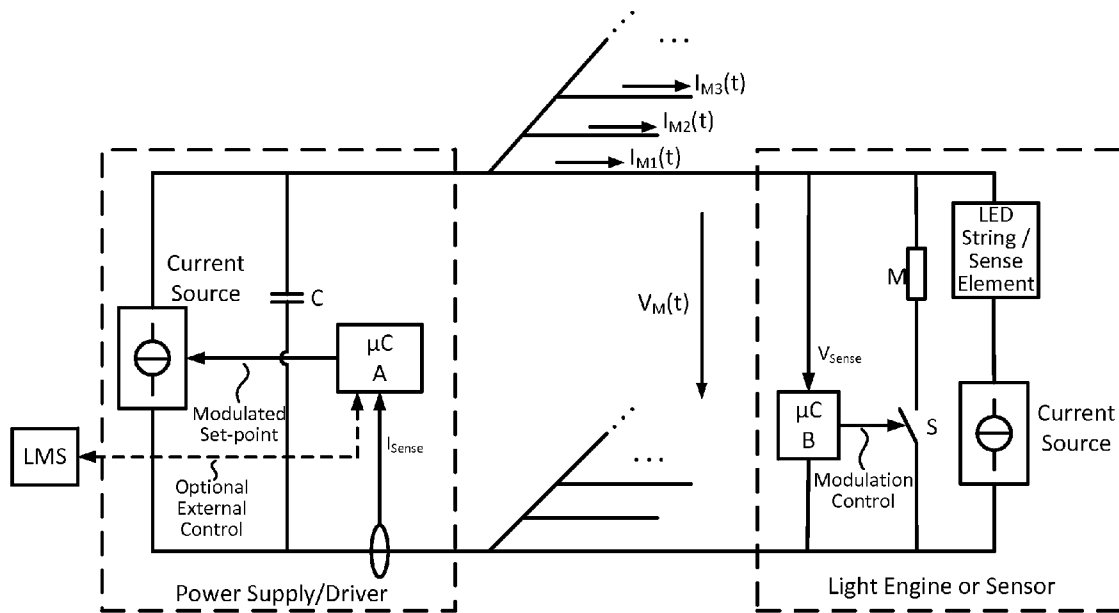 I_M3(t)
I_M2(t)
I_M1(t)
Current
Source
C
μC
A
Modulated
Set-point
I_Sense
LMS
Optional
External
Control
Power Supply/Driver
V_M(t)
LED
String /
Sense
Element
M
V_Sense
μC
B
S
Modulation
Control
Current
Source
Light Engine or Sensor